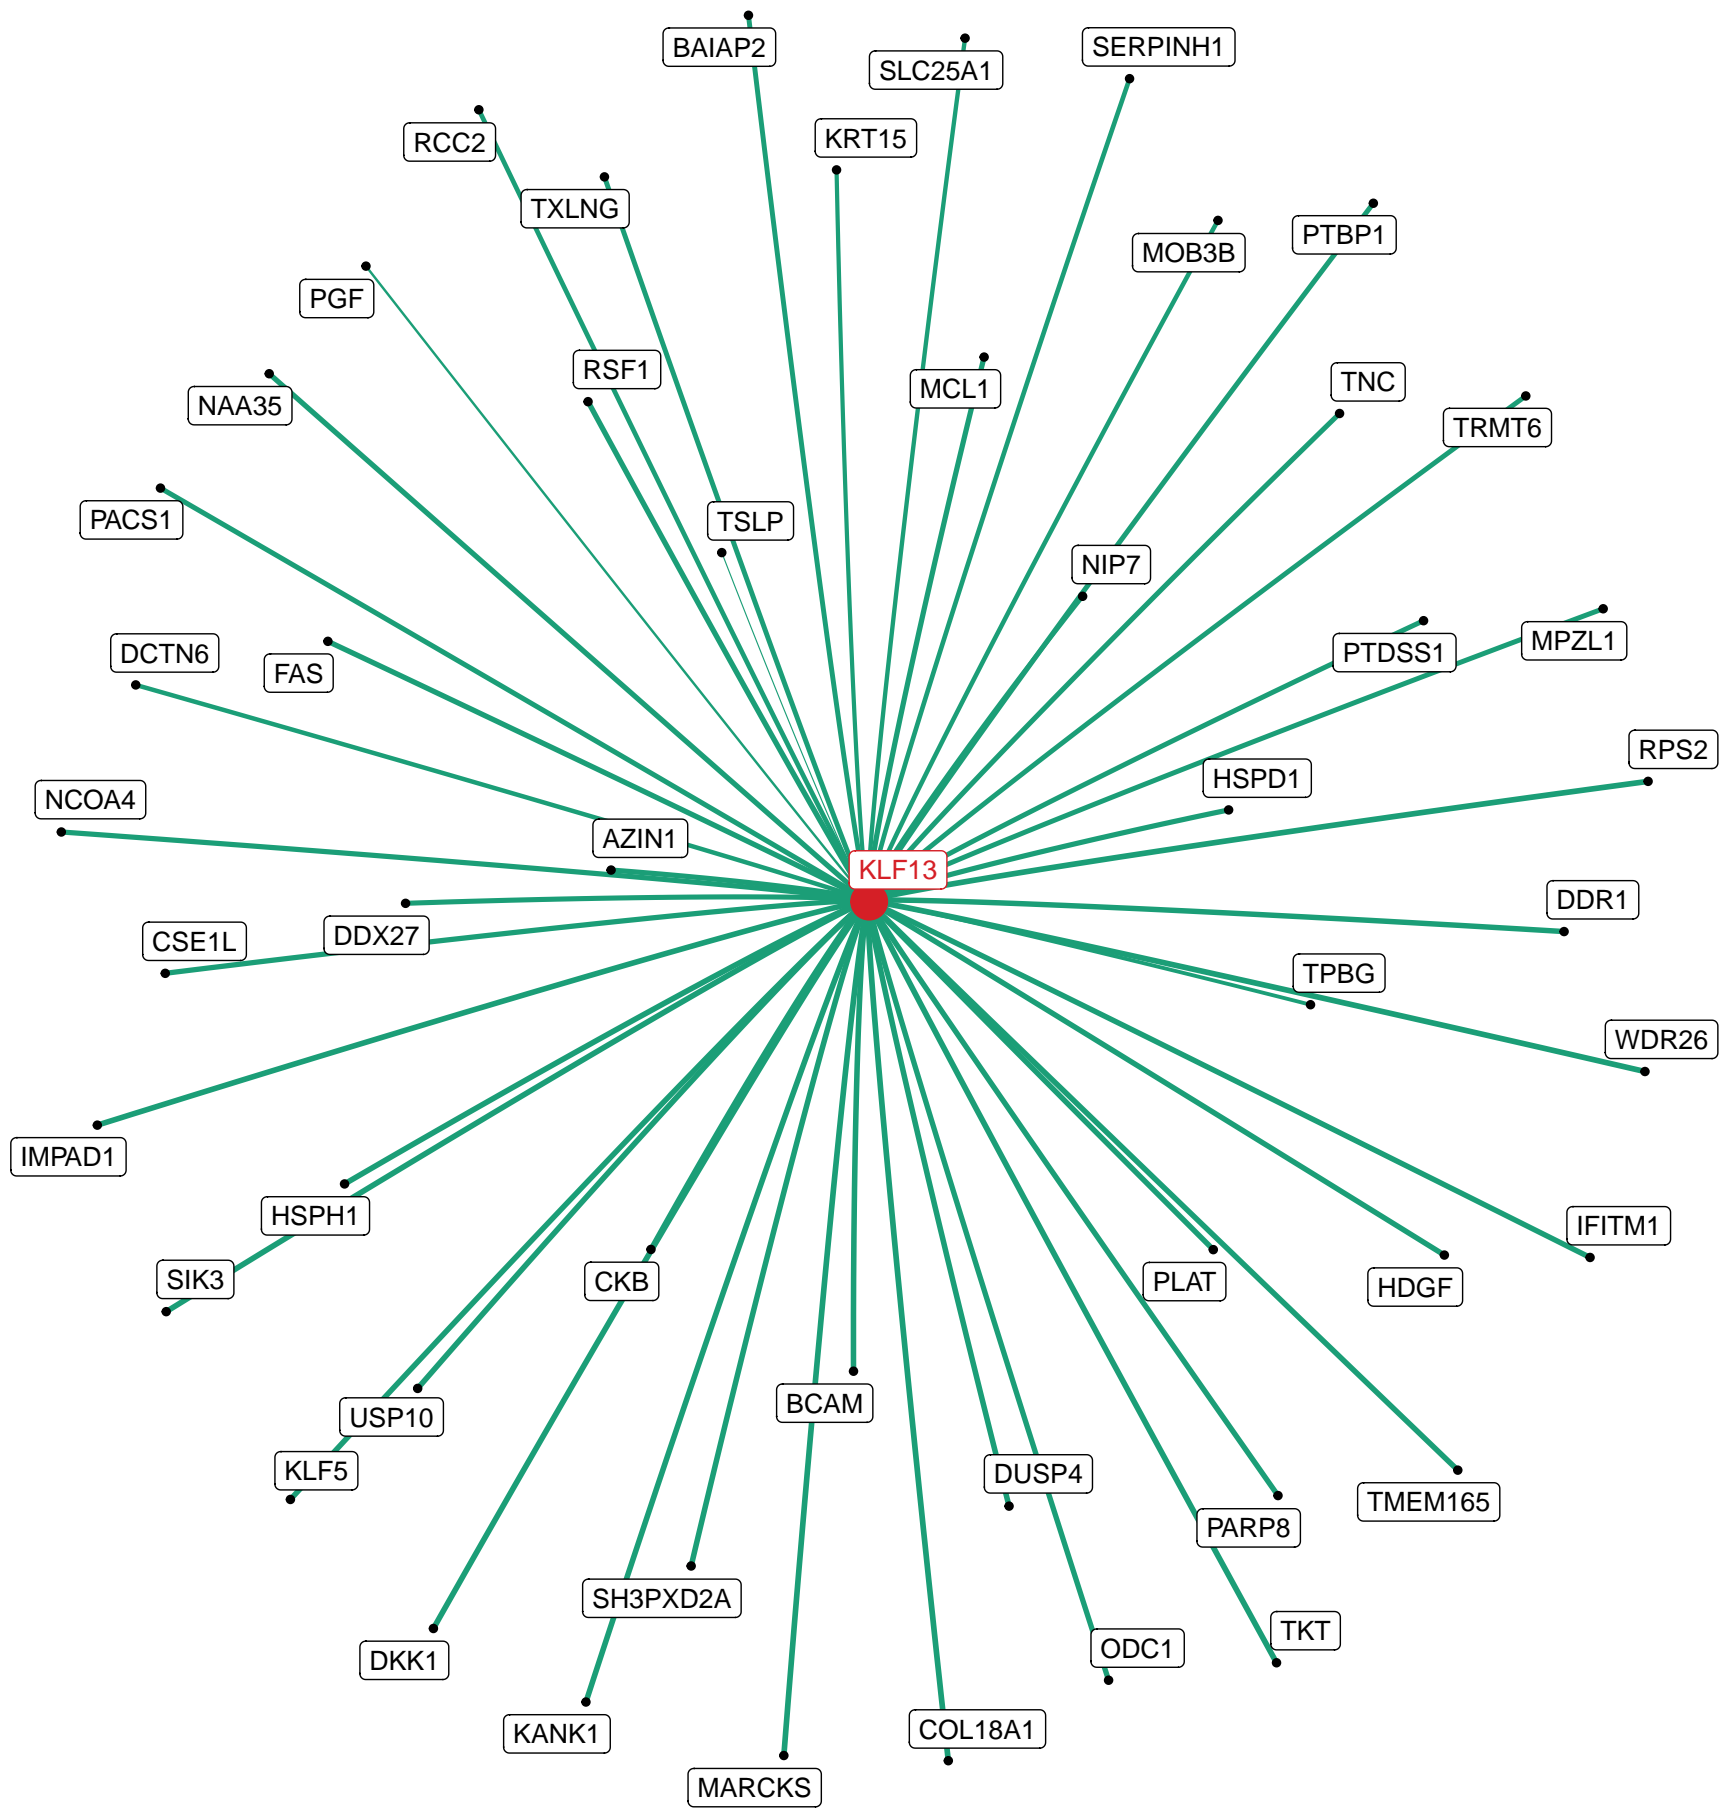 BAIAP2
SLC25A1
SERPINH1
RCC2
KRT15
TXLNG
MOB3B
PTBP1
PGF
RSF1
MCL1
TNC
NAA35
TRMT6
PACS1
TSLP
NIP7
DCTN6
FAS
PTDSS1
MPZL1
RPS2
HSPD1
NCOA4
AZIN1
KLF13
DDR1
CSE1L
DDX27
TPBG
WDR26
IMPAD1
HSPH1
IFITM1
SIK3
CKB
PLAT
HDGF
BCAM
USP10
KLF5
DUSP4
TMEM165
PARP8
SH3PXD2A
TKT
ODC1
DKK1
KANK1
COL18A1
MARCKS